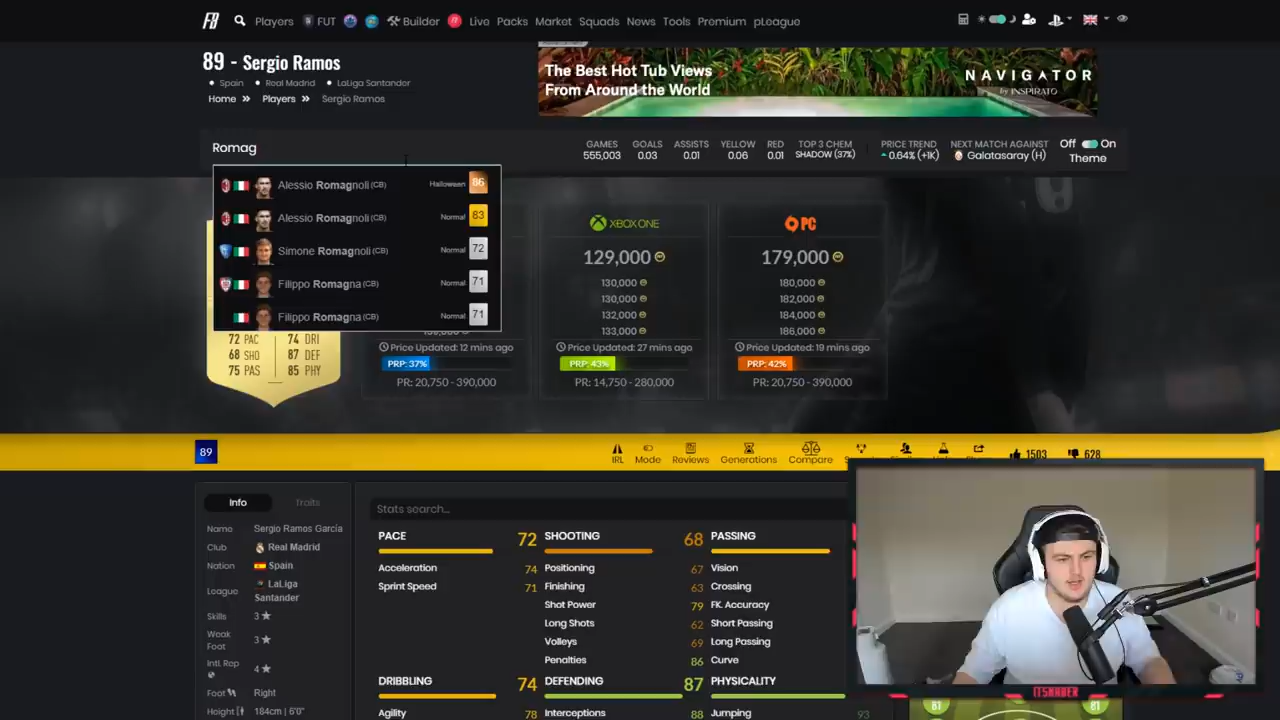 FB Players FUT Builder Live Packs Market Squads News Tools Premium pLeague
89 - Sergio Ramos
Spain Real Madrid LaLiga Santander
Home » Players » Sergio Ramos
The Best Hot Tub Views
From Around the World
NAVIGATOR
by INSPIRATO
Romag
GAMES ASSISTS GOALS YELLOW RED TOP 3 CHEM PRICE TREND NEXT MATCH AGAINST Off On
555,003 0.03 0.01 0.06 0.01 SHADOW (37%) 0.64% (+1K) Galatasaray (H) Theme
Alessio Romagnoli (CB) Halloween 86
Alessio Romagnoli (CB) Normal 83
Simone Romagnoli (CB) Normal 72
Filippo Romagna (CB) Normal 71
Filippo Romagna (CB) Normal 71
72 PAC 74 DRI
68 SHO 87 DEF
75 PAS 85 PHY
Price Updated: 12 mins ago
PRP: 37%
PR: 20,750 - 390,000
XBOX ONE
129,000
130,000
130,000
132,000
133,000
Price Updated: 27 mins ago
PRP: 43%
PR: 14,750 - 280,000
PC
179,000
180,000
182,000
184,000
186,000
Price Updated: 19 mins ago
PRP: 42%
PR: 20,750 - 390,000
89
IRL Mode Reviews Generations Compare 1503 628
Info Traits
Name Sergio Ramos García
Club Real Madrid
Nation Spain
League LaLiga
Santander
Skills 3
Weak
Foot 3
Intl. Rep 4
Foot Right
Height 184cm | 6'0"
Stats search...
PACE 72
Acceleration 74
Sprint Speed 71
SHOOTING 68
Positioning 67
Finishing 63
Shot Power 79
Long Shots 62
Volleys 69
Penalties 86
PASSING
Vision
Crossing
FK. Accuracy
Short Passing
Long Passing
Curve
DRIBBLING 74
Agility 78
DEFENDING 87
Interceptions 88
PHYSICALITY
Jumping 93
ITSHABER
81 81